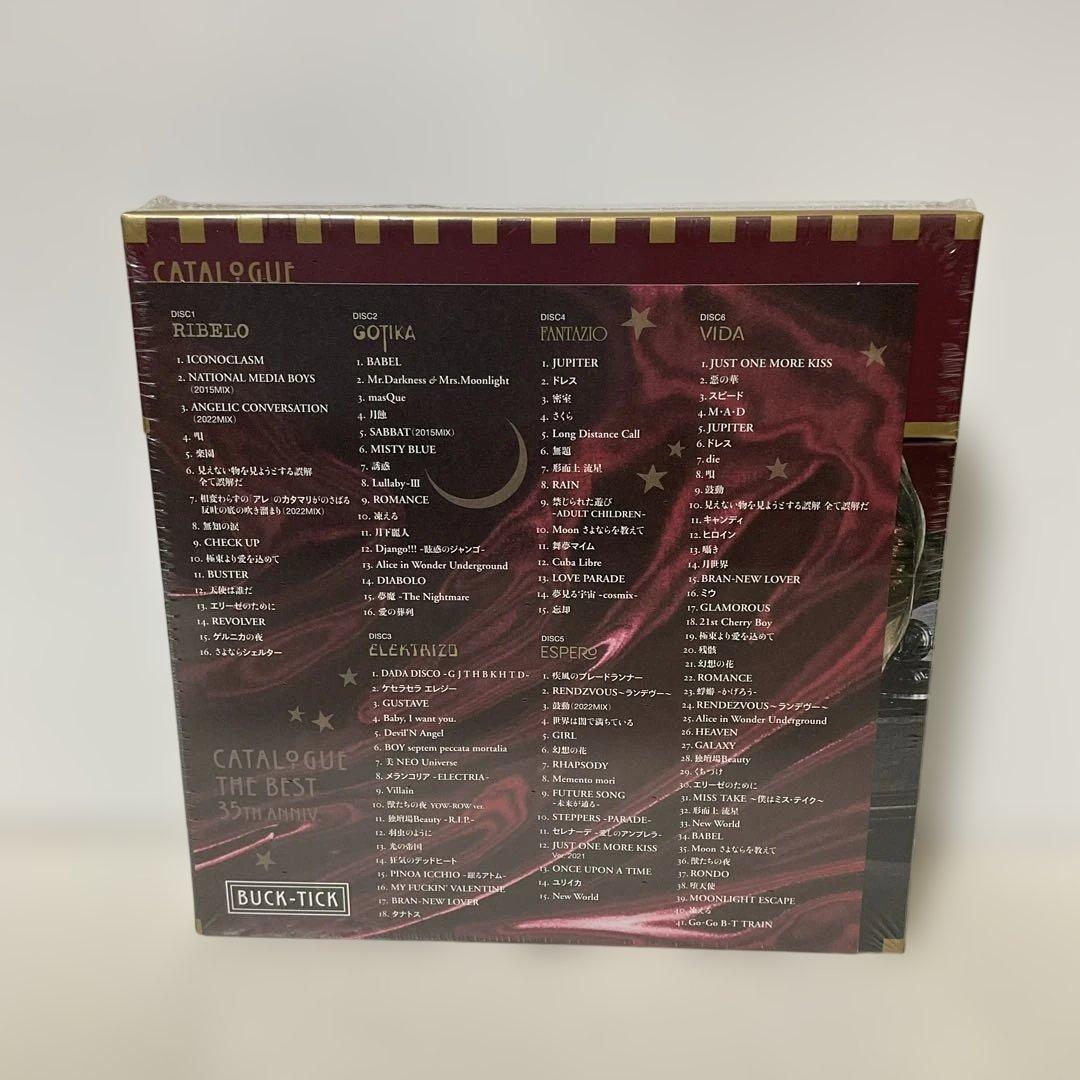 CATALOGUE
DISC1
RIBELO
1. ICONOCLASM
2. NATIONAL MEDIA BOYS
(2015MIX)
3. ANGELIC CONVERSATION
(2022MIX)
4. 唄
5. 楽園
6. 見えない物を見ようとする誤解
全て誤解だ
7. 相変わらずの「アレ」のカタマリがのさばる
反吐の底の吹き溜まり(2022MIX)
8. 無知の涙
9. CHECK UP
10. 極東より愛を込めて
11. BUSTER
12. 天使は誰だ
13. エリーゼのために
14. REVOLVER
15. ゲルニカの夜
16. さよならシェルター
DISC2
GOTIKA
1. BABEL
2. Mr.Darkness & Mrs.Moonlight
3. masQue
4. 月蝕
5. SABBAT(2015MIX)
6. MISTY BLUE
7. 誘惑
8. Lullaby-III
9. ROMANCE
10. 凍える
11. 月下麗人
12. Django!!! -眩惑のジャンゴ-
13. Alice in Wonder Underground
14. DIABOLO
15. 夢魔 -The Nightmare
16. 愛の葬列
DISC3
ELEKTRIZO
1. DADA DISCO -G J T H B K H T D-
2. ケセラセラ エレジー
3. GUSTAVE
4. Baby, I want you.
5. Devil'N Angel
6. BOY septem peccata mortalia
7. 美 NEO Universe
8. メランコリア -ELECTRIA-
9. Villain
10. 獣たちの夜 YOW-ROW ver.
11. 独壇場Beauty -R.I.P.-
12. 羽虫のように
13. 光の帝国
14. 狂気のデッドヒート
15. PINOA ICCHIO -躍るアトム-
16. MY FUCKIN' VALENTINE
17. BRAN-NEW LOVER
18. タナトス
DISC4
FANTAZIO
1. JUPITER
2. ドレス
3. 密室
4. さくら
5. Long Distance Call
6. 無題
7. 形而上 流星
8. RAIN
9. 禁じられた遊び
-ADULT CHILDREN-
10. Moon さよならを教えて
11. 舞夢マイム
12. Cuba Libre
13. LOVE PARADE
14. 夢見る宇宙 -cosmix-
15. 忘却
DISC5
ESPERO
1. 疾風のブレードランナー
2. RENDZVOUS～ランデヴー～
3. 鼓動(2022MIX)
4. 世界は闇で満ちている
5. GIRL
6. 幻想の花
7. RHAPSODY
8. Memento mori
9. FUTURE SONG
-未来が通る-
10. STEPPERS -PARADE-
11. セレナーデ -愛しのアンブレラ-
12. JUST ONE MORE KISS
Ver. 2021
13. ONCE UPON A TIME
14. ユリイカ
15. New World
DISC6
VIDA
1. JUST ONE MORE KISS
2. 惡の華
3. スピード
4. M・A・D
5. JUPITER
6. ドレス
7. die
8. 唄
9. 鼓動
10. 見えない物を見ようとする誤解 全て誤解だ
11. キャンディ
12. ヒロイン
13. 囁き
14. 月世界
15. BRAN-NEW LOVER
16. ミウ
17. GLAMOROUS
18. 21st Cherry Boy
19. 極東より愛を込めて
20. 残骸
21. 幻想の花
22. ROMANCE
23. 蜉蝣 -かげろう-
24. RENDEZVOUS～ランデヴー～
25. Alice in Wonder Underground
26. HEAVEN
27. GALAXY
28. 独壇場Beauty
29. くちづけ
30. エリーゼのために
31. MISS TAKE ～僕はミス・テイク～
32. 形而上 流星
33. New World
34. BABEL
35. Moon さよならを教えて
36. 獣たちの夜
37. RONDO
38. 堕天使
39. MOONLIGHT ESCAPE
40. 凍える
41. Go-Go B-T TRAIN
CATALOGUE
THE BEST
35TH ANNIV.
BUCK-TICK